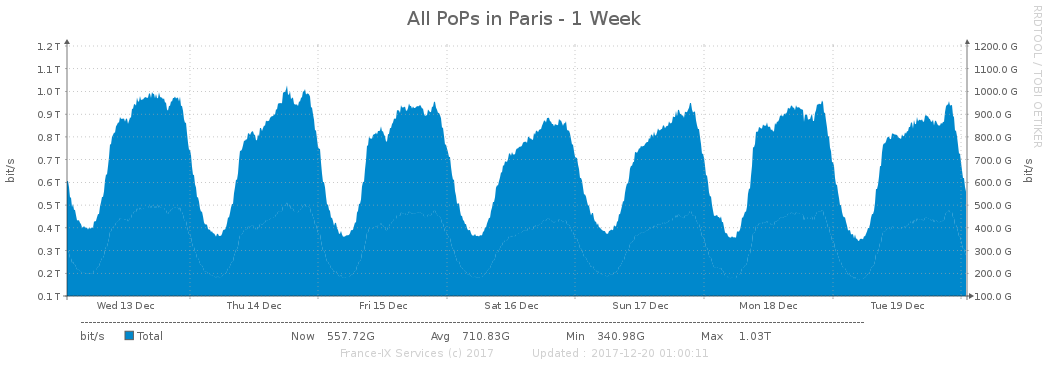 All PoPs in Paris - 1 Week
RRDTOOL / TOBI OETIKER
1.2 T 1200.0 G
1.1 T 1100.0 G
1.0 T 1000.0 G
0.9 T 900.0 G
0.8 T 800.0 G
0.7 T 700.0 G
0.6 T 600.0 G
0.5 T 500.0 G
0.4 T 400.0 G
0.3 T 300.0 G
0.2 T 200.0 G
0.1 T 100.0 G
bit/s
bit/s
Wed 13 Dec Thu 14 Dec Fri 15 Dec Sat 16 Dec Sun 17 Dec Mon 18 Dec Tue 19 Dec
bit/s Total Now 557.72G Avg 710.83G Min 340.98G Max 1.03T
France-IX Services (c) 2017 Updated : 2017-12-20 01:00:11